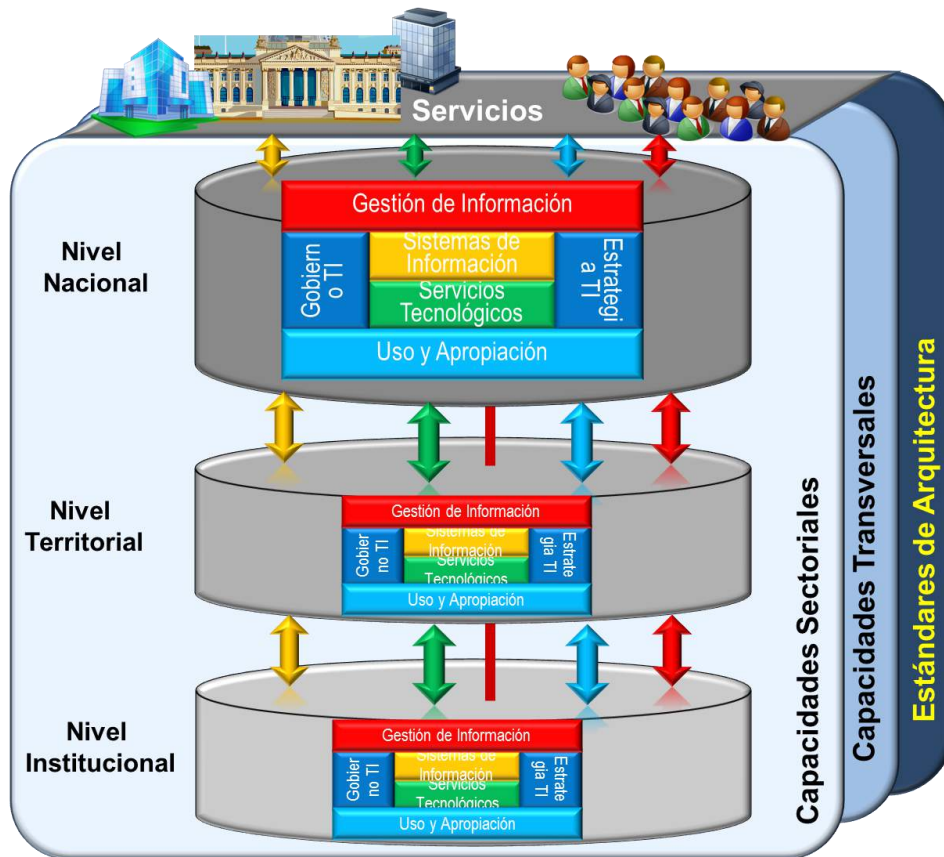 Servicios
Nivel
Nacional
Gestión de Información
Gobiern
o TI
Sistemas de
Información
Servicios
Tecnológicos
Estrategi
a TI
Uso y Apropiación
Nivel
Territorial
Gestión de Información
Gobier
no TI
Sistemas de
Información
Servicios
Tecnológicos
Estrate
gia TI
Uso y Apropiación
Nivel
Institucional
Gestión de Información
Gobier
no TI
Sistemas de
Información
Servicios
Tecnológicos
Estrate
gia TI
Uso y Apropiación
Capacidades Sectoriales
Capacidades Transversales
Estándares de Arquitectura